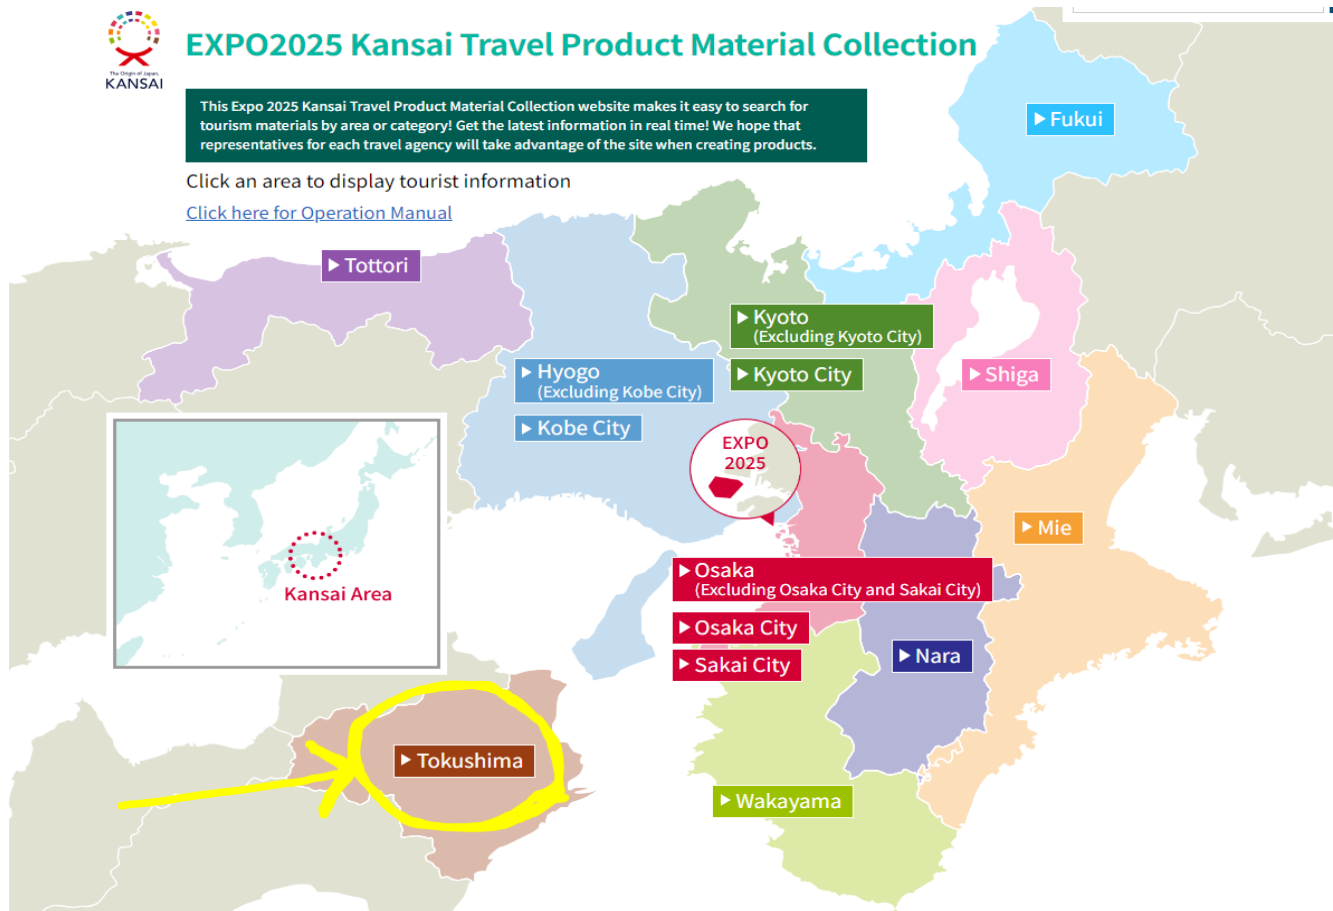 The Origin of Japan,
KANSAI
EXPO2025 Kansai Travel Product Material Collection
This Expo 2025 Kansai Travel Product Material Collection website makes it easy to search for
tourism materials by area or category! Get the latest information in real time! We hope that
representatives for each travel agency will take advantage of the site when creating products.
Click an area to display tourist information
Click here for Operation Manual
Fukui
Tottori
Kyoto
(Excluding Kyoto City)
Kyoto City
Shiga
Hyogo
(Excluding Kobe City)
Kobe City
EXPO
2025
Mie
Kansai Area
Osaka
(Excluding Osaka City and Sakai City)
Osaka City
Sakai City
Nara
Tokushima
Wakayama